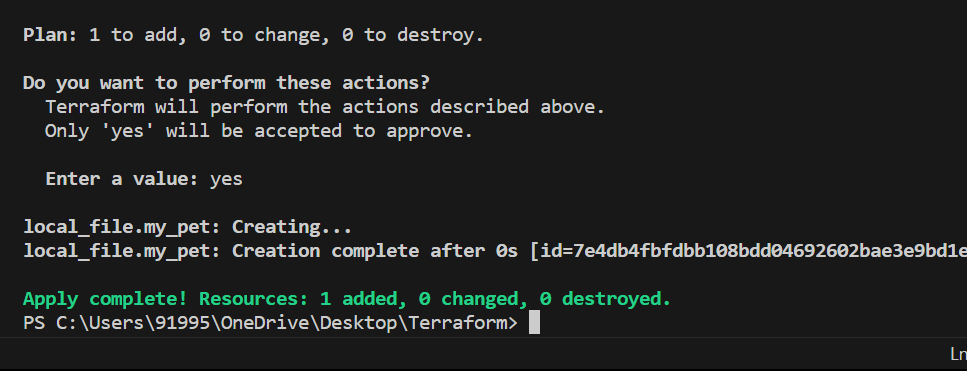 Plan: 1 to add, 0 to change, 0 to destroy.
Do you want to perform these actions?
Terraform will perform the actions described above.
Only 'yes' will be accepted to approve.
Enter a value: yes
local_file.my_pet: Creating...
local_file.my_pet: Creation complete after 0s [id=7e4db4fbfdbb108bdd04692602bae3e9bd1e
Apply complete! Resources: 1 added, 0 changed, 0 destroyed.
PS C:\Users\91995\OneDrive\Desktop\Terraform>
Ln